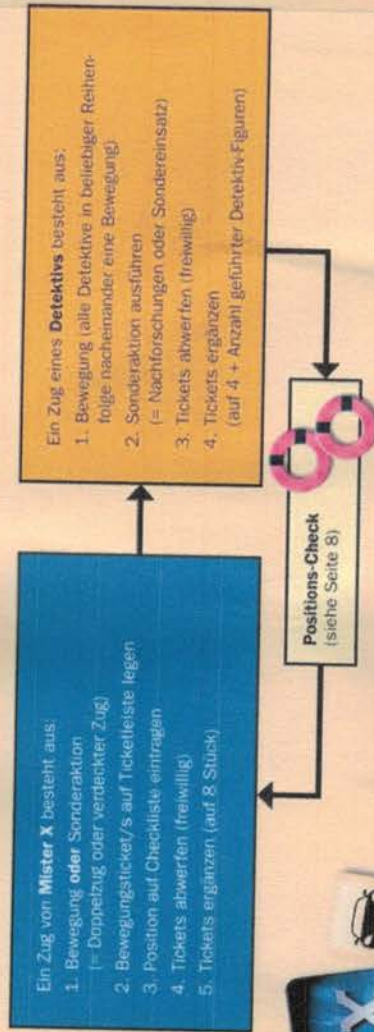 Ein Zug von Mister X besteht aus:
1. Bewegung oder Sonderaktion
(= Doppelzug oder verdeckter Zug)
2. Bewegungsticket/s auf Ticketleiste legen
3. Position auf Checkliste eintragen
4. Tickets abwerfen (freiwillig)
5. Tickets ergänzen (auf 8 Stück)
Ein Zug eines Detektivs besteht aus:
1. Bewegung (alle Detektive in beliebiger Reihen-
folge nacheinander eine Bewegung)
2. Sonderaktion ausführen
(= Nachforschungen oder Sondereinsatz)
3. Tickets abwerfen (freiwillig)
4. Tickets ergänzen
(auf 4 + Anzahl geführter Detektiv-Figuren)
Positions-Check
(siehe Seite 8)